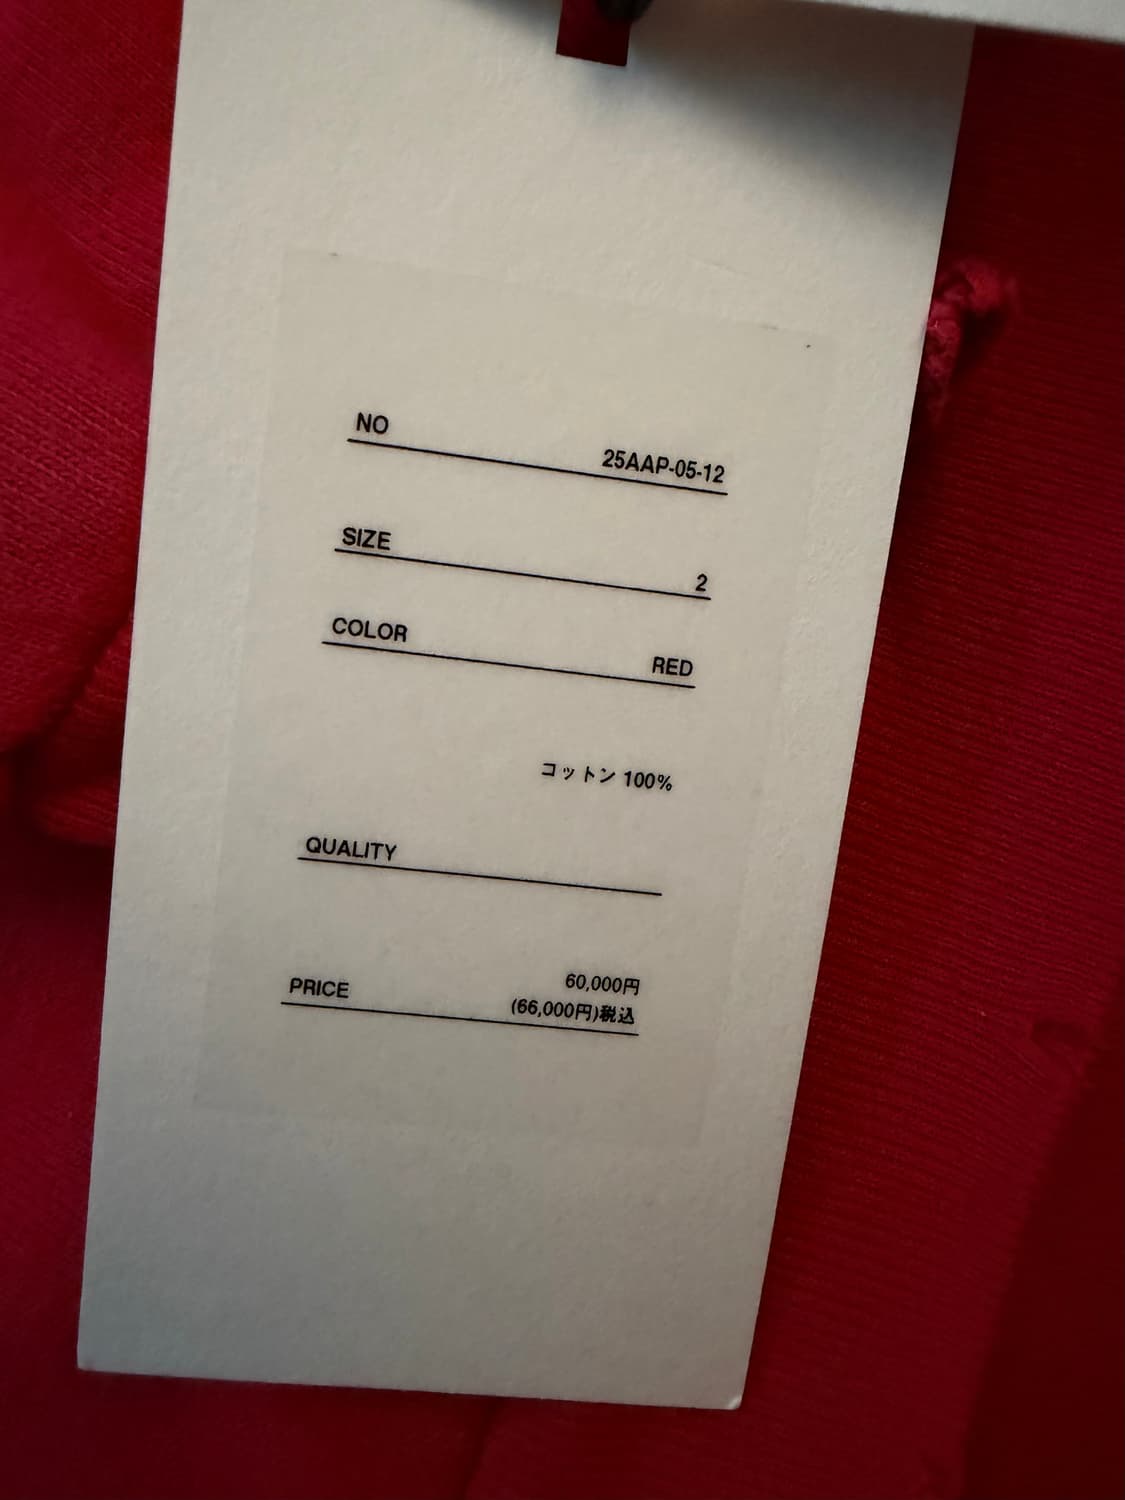 NO
25AAP-05-12
SIZE
2
COLOR
RED
コットン 100%
QUALITY
PRICE
60,000円
(66,000円)税込